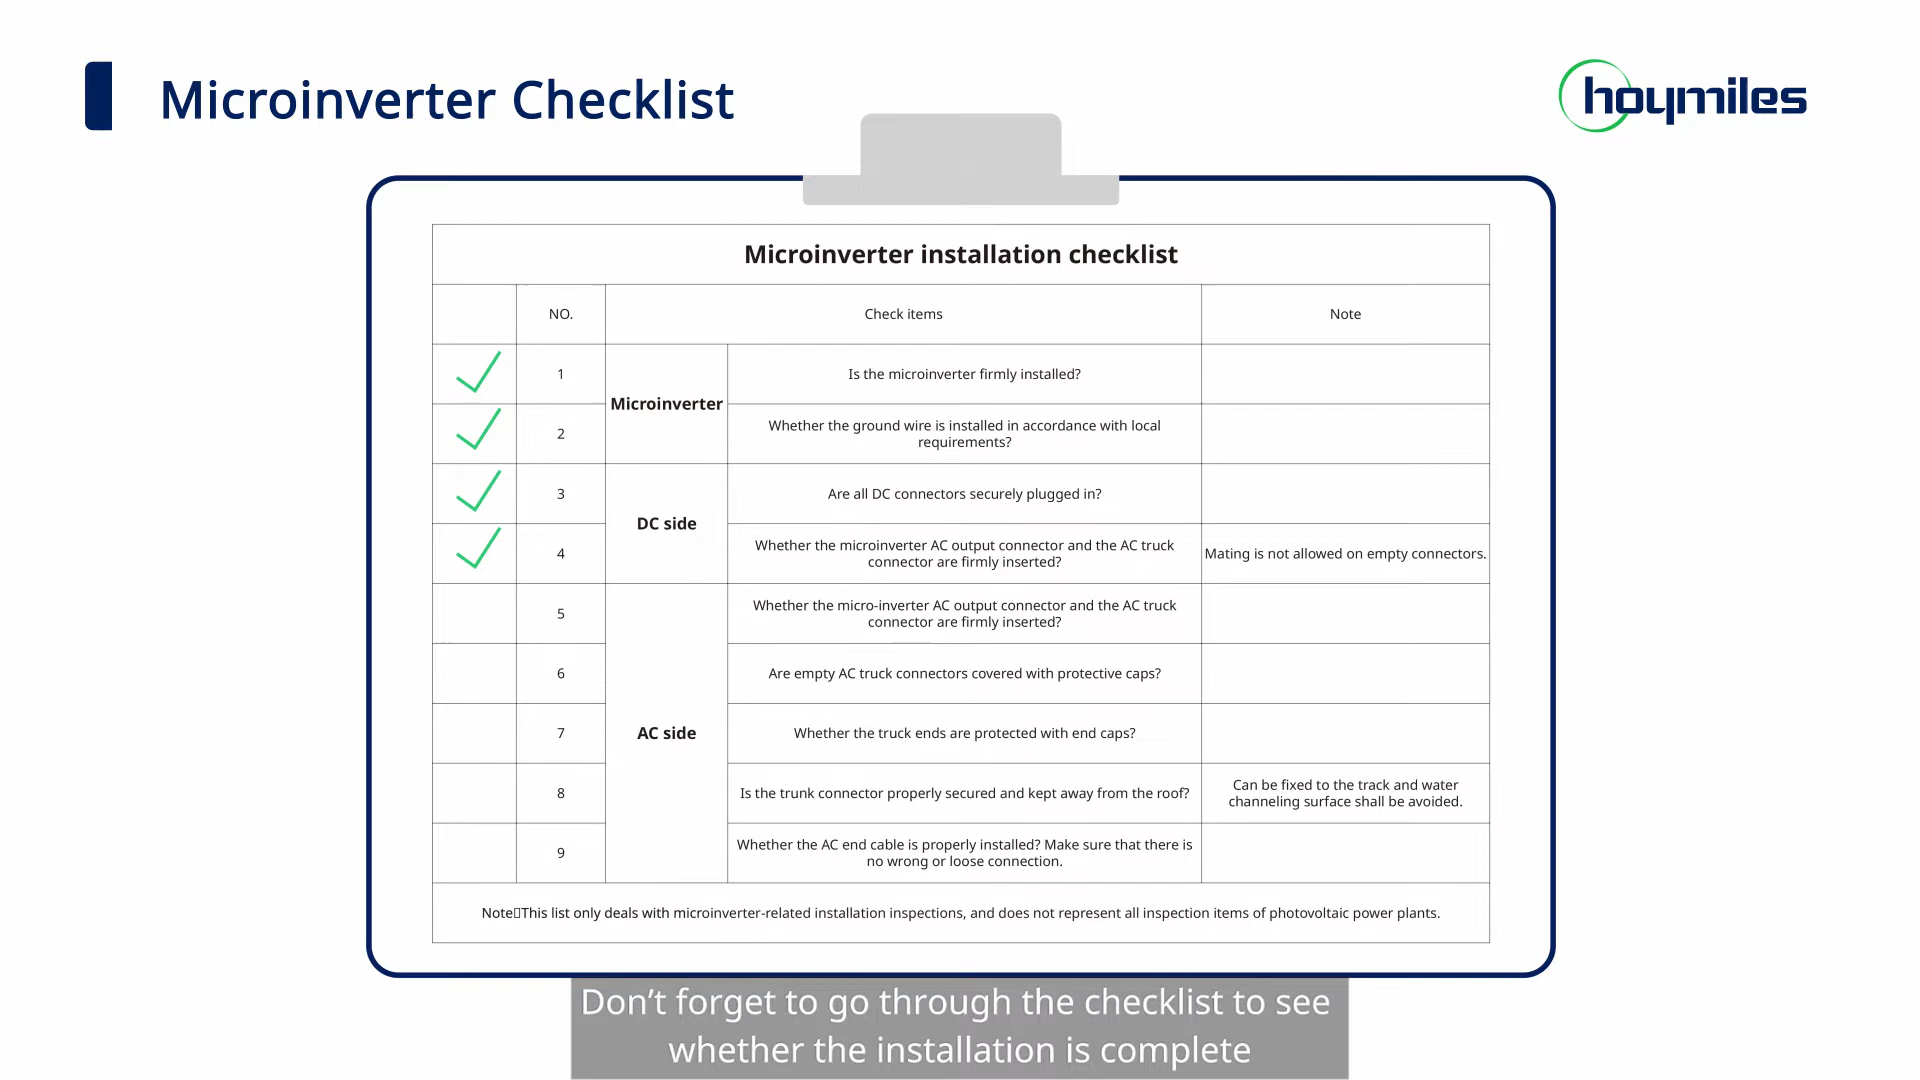 Microinverter Checklist
hoymiles
Microinverter installation checklist
NO.
Check items
Note
1
Microinverter
Is the microinverter firmly installed?
2
Whether the ground wire is installed in accordance with local
requirements?
3
DC side
Are all DC connectors securely plugged in?
4
Whether the microinverter AC output connector and the AC truck
connector are firmly inserted?
Mating is not allowed on empty connectors.
5
AC side
Whether the micro-inverter AC output connector and the AC truck
connector are firmly inserted?
6
Are empty AC truck connectors covered with protective caps?
7
Whether the truck ends are protected with end caps?
8
Is the trunk connector properly secured and kept away from the roof?
Can be fixed to the track and water
channeling surface shall be avoided.
9
Whether the AC end cable is properly installed? Make sure that there is
no wrong or loose connection.
Note▯This list only deals with microinverter-related installation inspections, and does not represent all inspection items of photovoltaic power plants.
Don’t forget to go through the checklist to see
whether the installation is complete